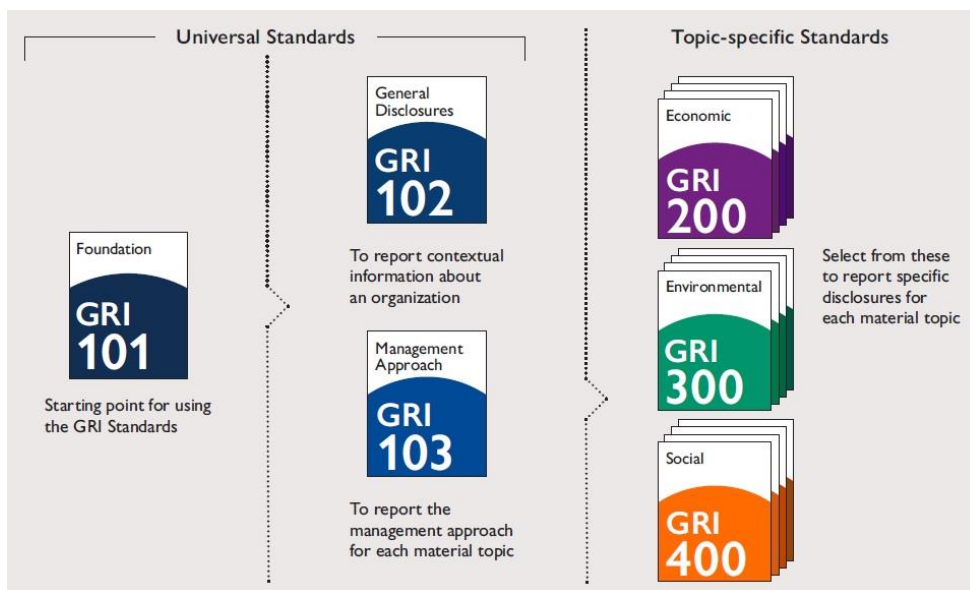 Universal Standards
Foundation
GRI
101
Starting point for using
the GRI Standards
General
Disclosures
GRI
102
To report contextual
information about
an organization
Management
Approach
GRI
103
To report the
management approach
for each material topic
Topic-specific Standards
Economic
GRI
200
Environmental
GRI
300
Social
GRI
400
Select from these
to report specific
disclosures for
each material topic